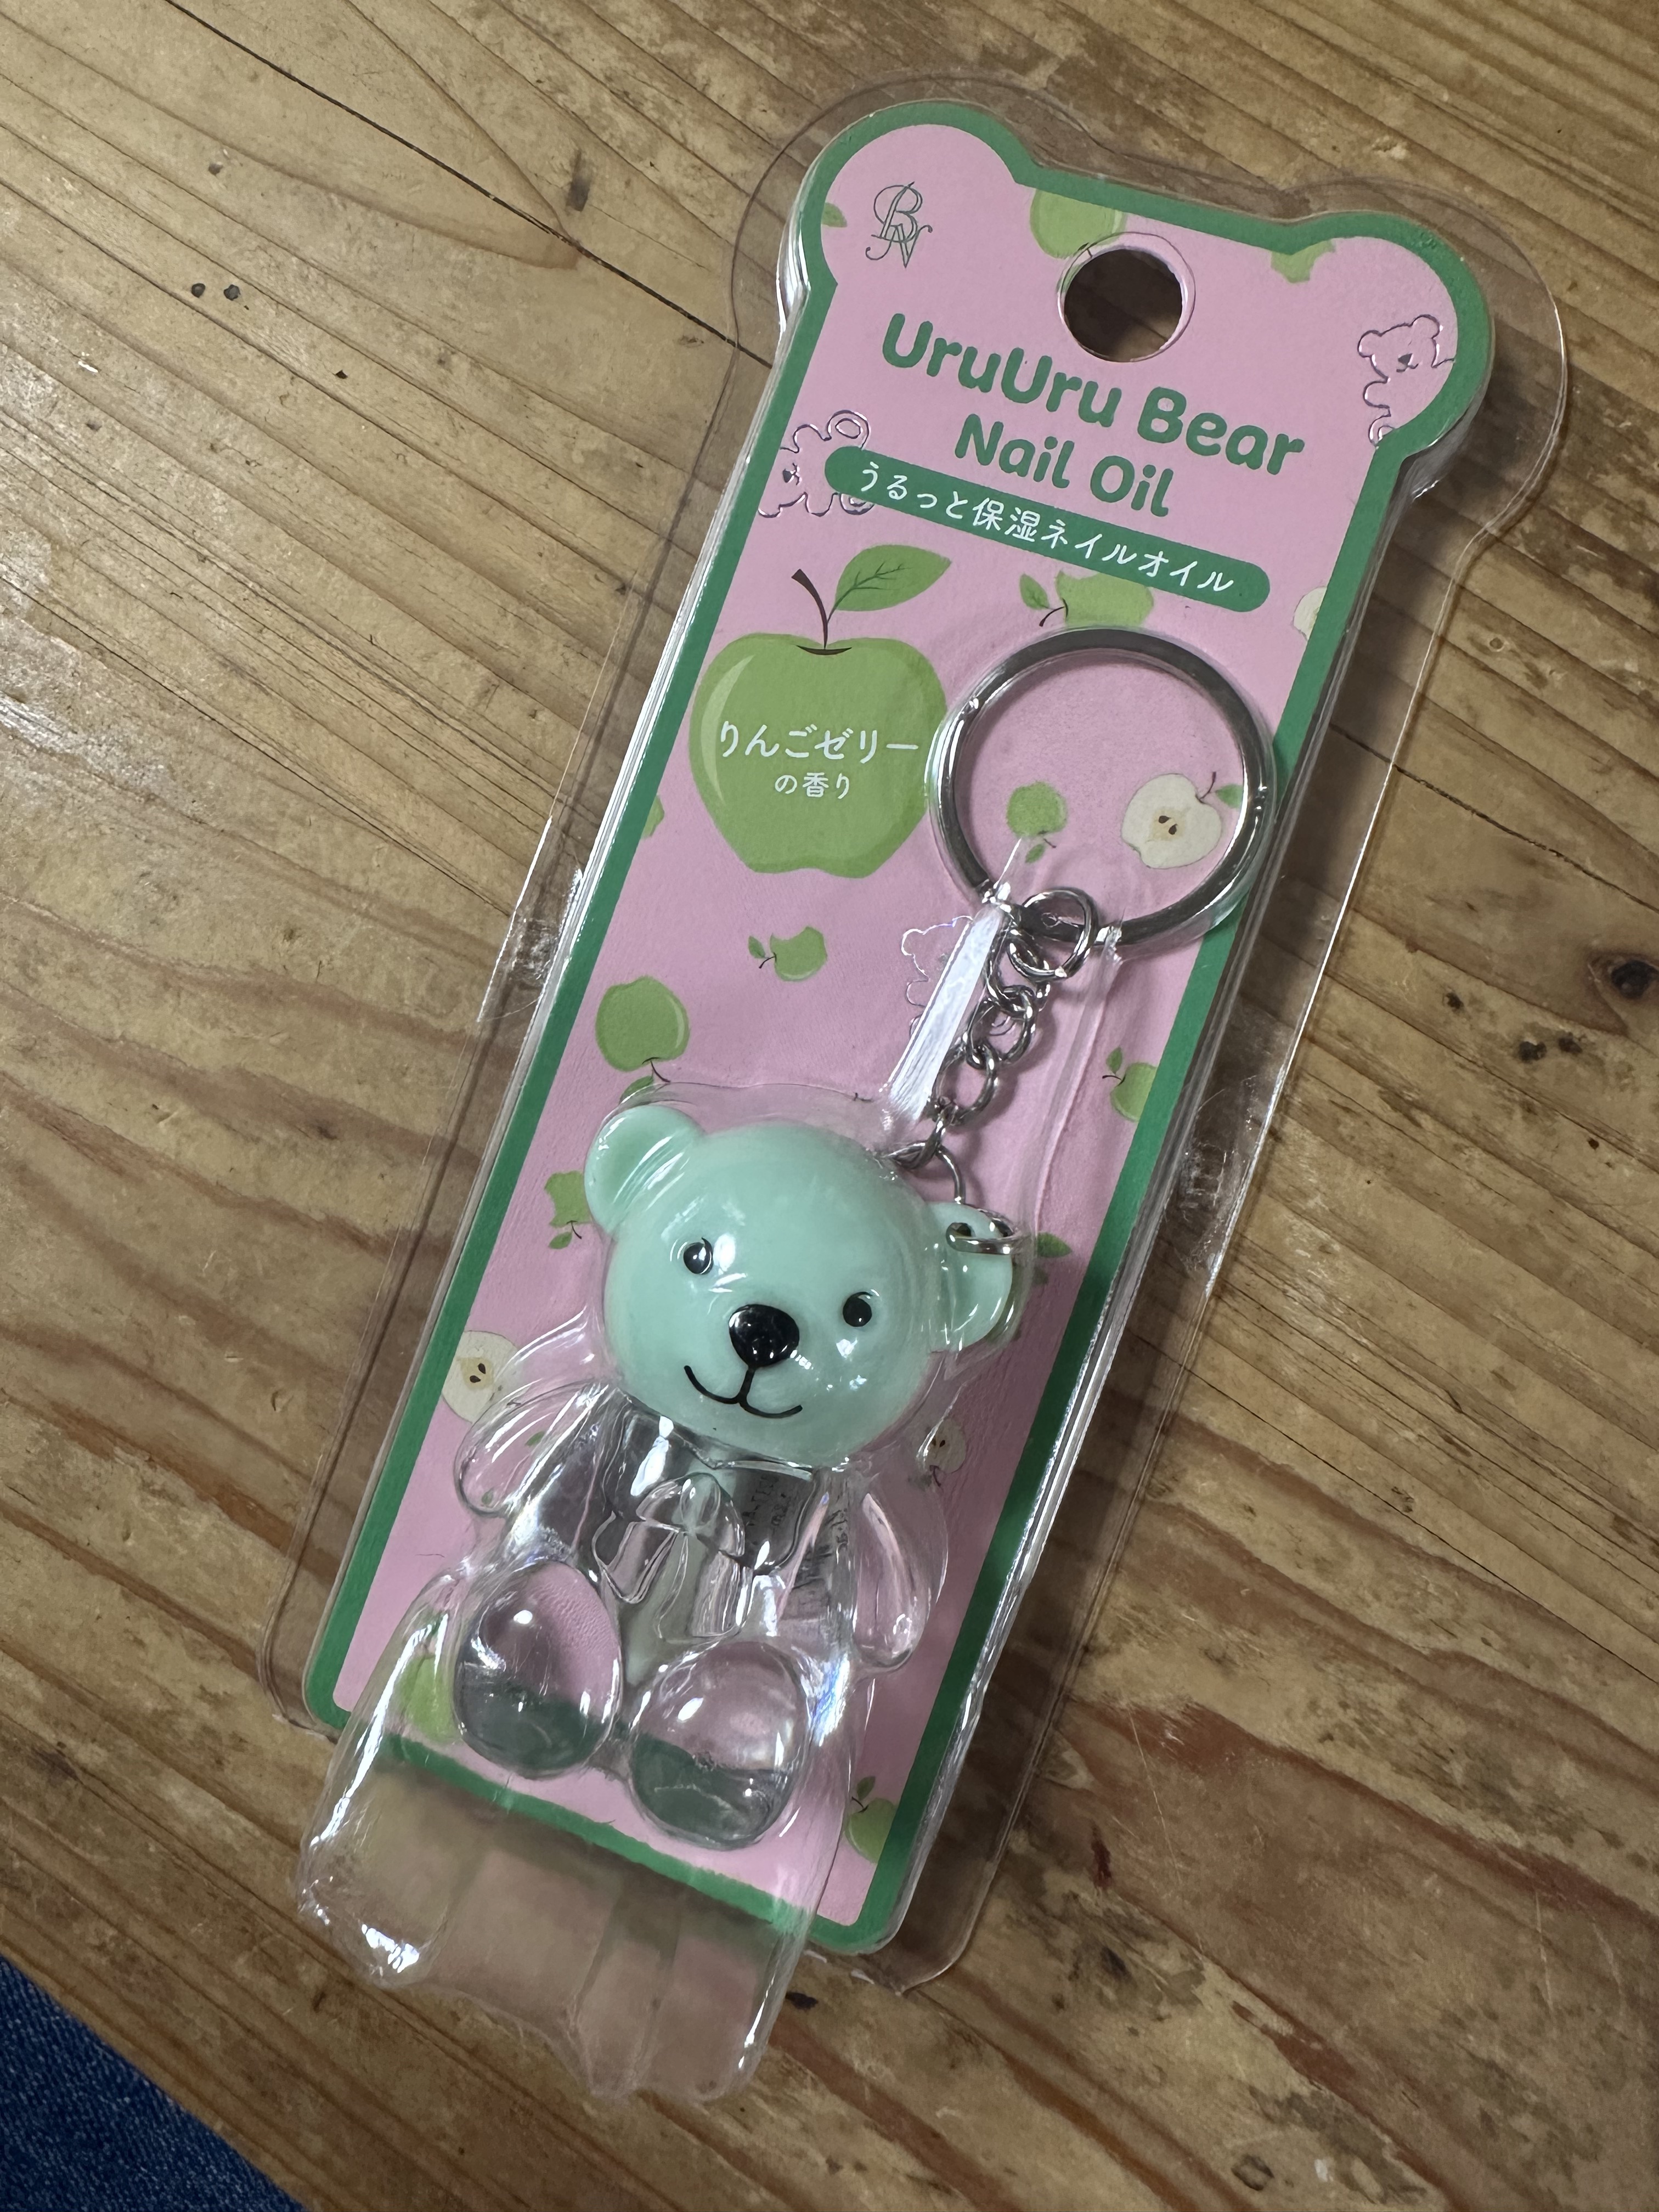 BN
UruUru Bear
Nail Oil
うるっと保湿ネイルオイル
りんごゼリー
の香り